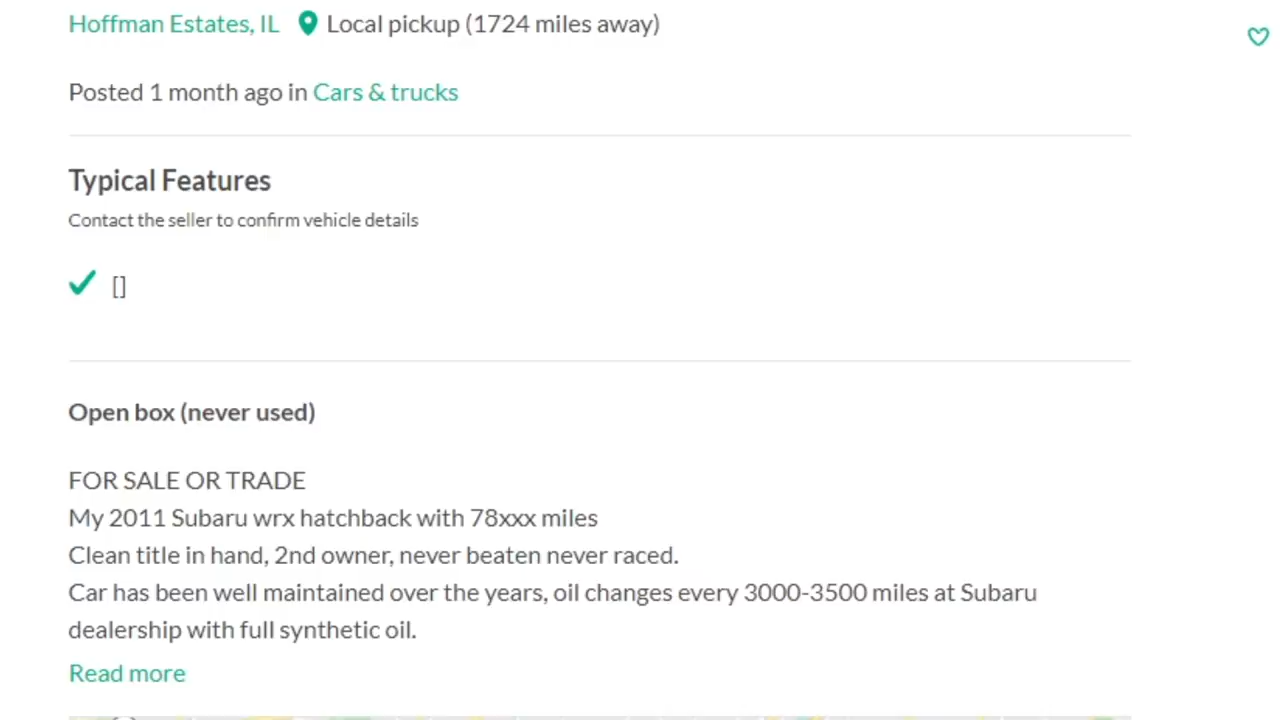 Hoffman Estates, IL Local pickup (1724 miles away)
Posted 1 month ago in Cars & trucks
Typical Features
Contact the seller to confirm vehicle details
[]
Open box (never used)
FOR SALE OR TRADE
My 2011 Subaru wrx hatchback with 78xxx miles
Clean title in hand, 2nd owner, never beaten never raced.
Car has been well maintained over the years, oil changes every 3000-3500 miles at Subaru
dealership with full synthetic oil.
Read more